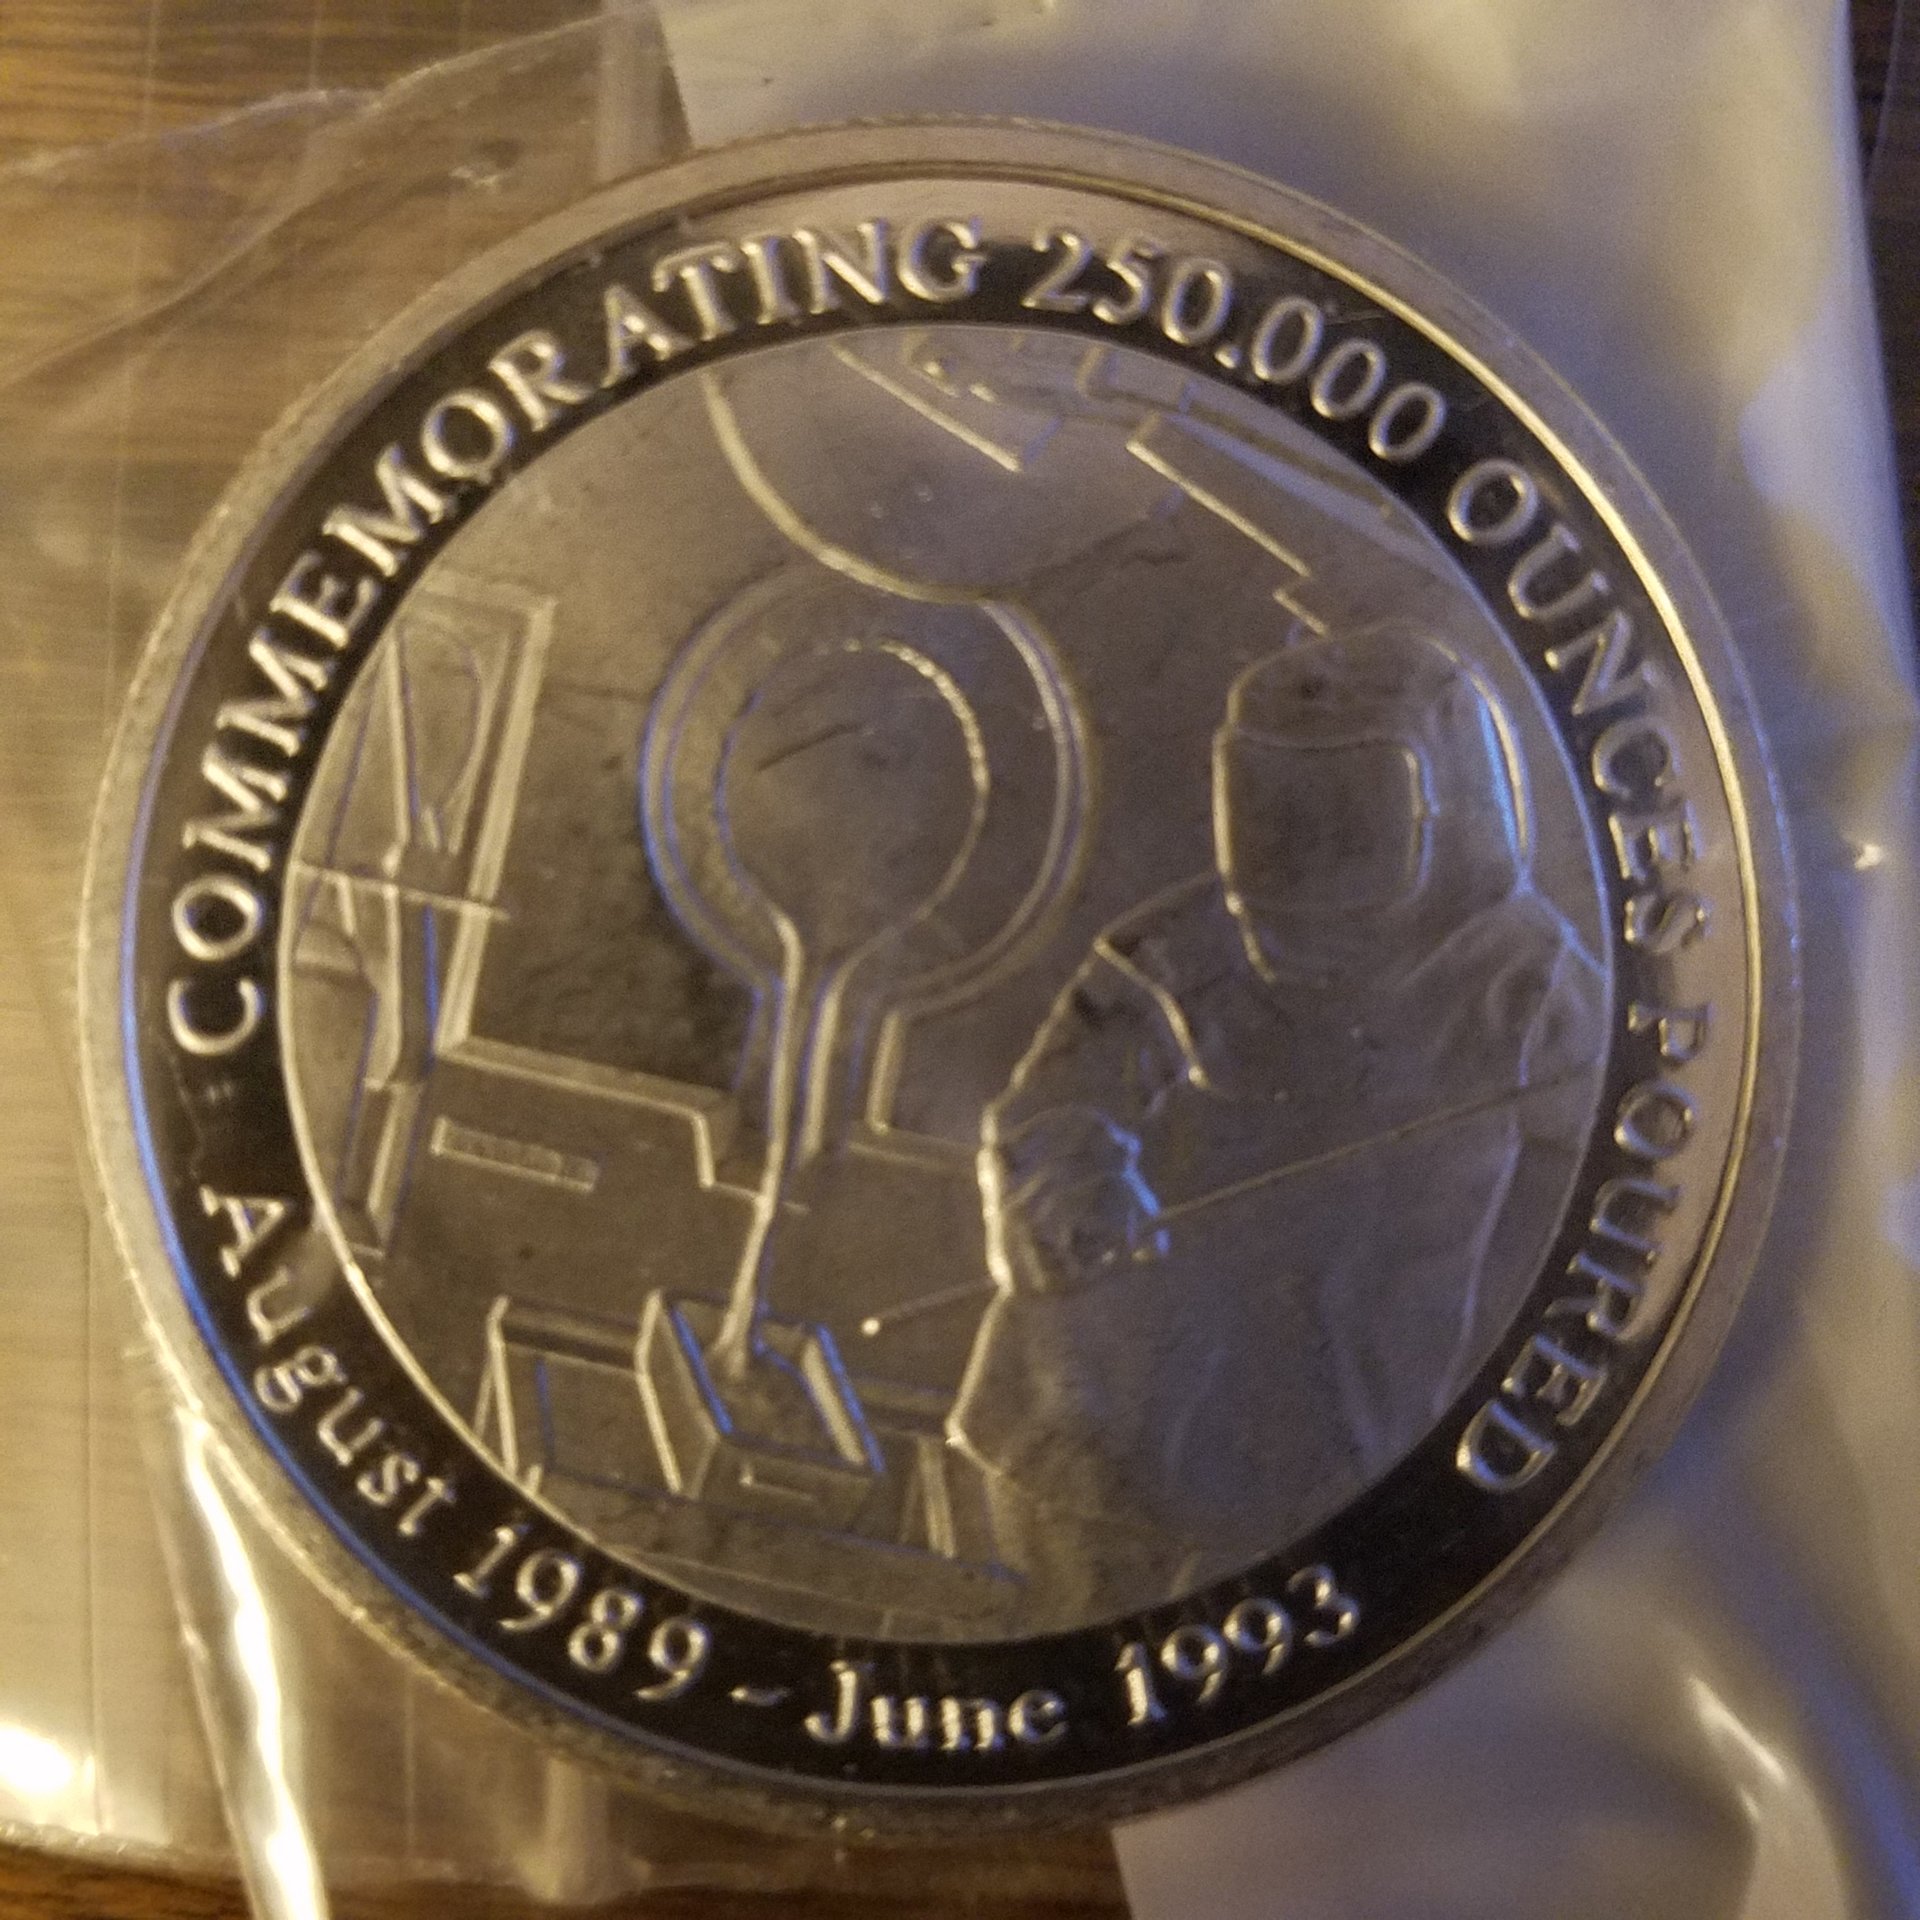 COMMEMORATING 250.000 OUNCES POURED
August 1989 - June 1993